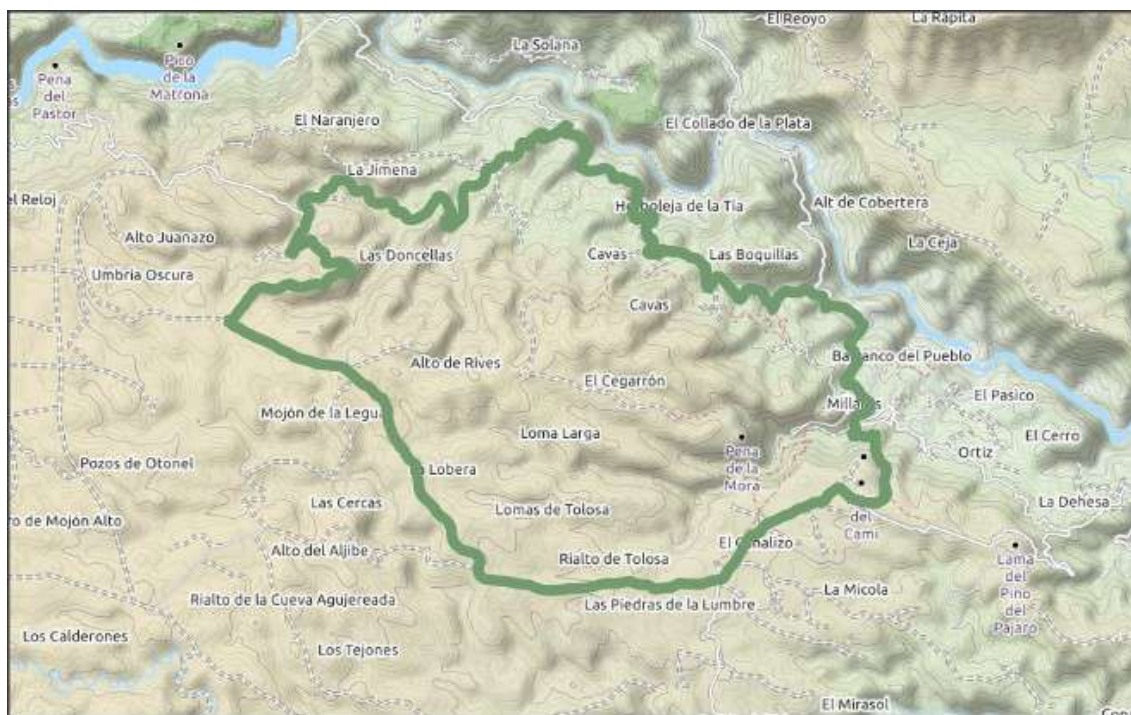 El Reoyo
La Rápita
La Solana
Pico
de la
Matrona
Pena
del
Pastor
El Naranjero
El Collado de la Plata
La Jimena
el Reloj
Alt de Cobertera
Alto Juanazo
La Ceja
Las Doncellas
Cavas
Las Boquillas
Umbria Oscura
Cavas
Alto de Rives
El Cegarrón
El Pasico
Mojón de la Legua
Loma Larga
El Cerro
Pena
de la
Mora
Ortiz
Pozos de Otonel
Las Cercas
Lomas de Tolosa
La Dehesa
ro de Mojón Alto
del
Cami
Alto del Aljibe
Rialto de Tolosa
Lama
del
Pino
del
Pajaro
La Micola
Rialto de la Cueva Agujereada
Las Piedras de la Lumbre
Los Calderones
Los Tejones
El Mirasol